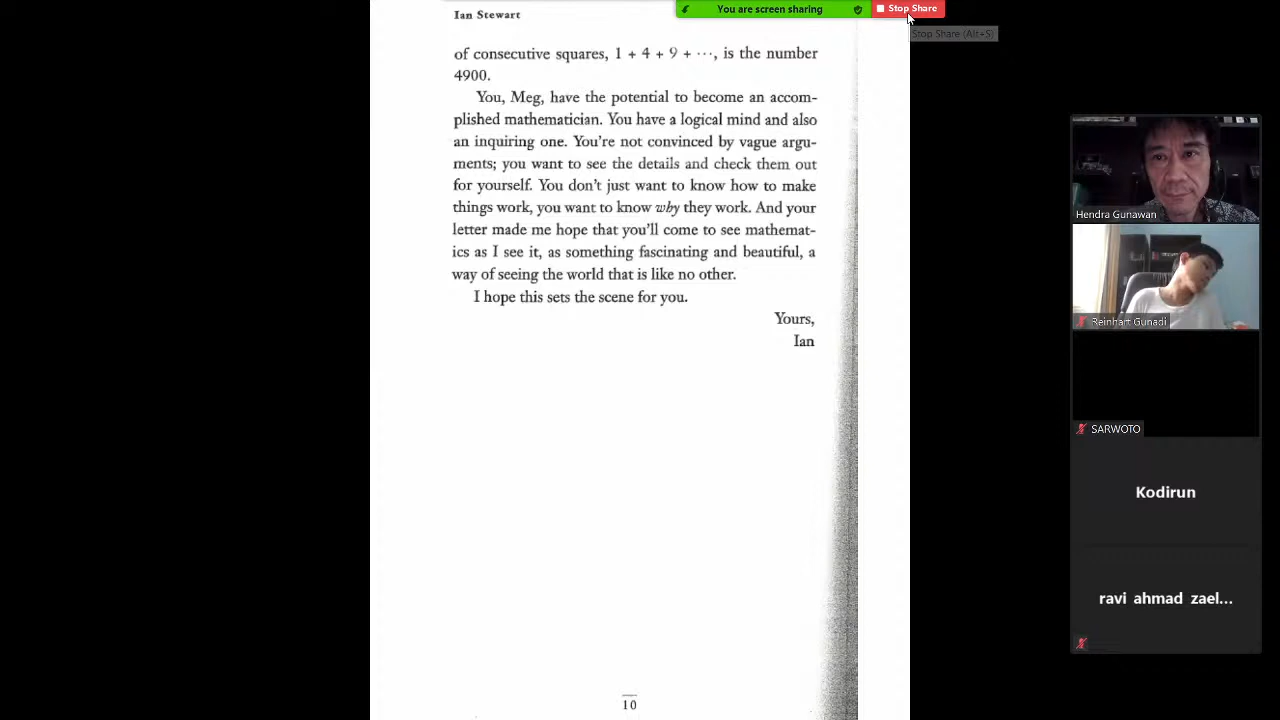 Ian Stewart
You are screen sharing
Stop Share
Stop Share (Alt+S)
of consecutive squares, 1 + 4 + 9 + ···, is the number
4900.
You, Meg, have the potential to become an accom-
plished mathematician. You have a logical mind and also
an inquiring one. You're not convinced by vague argu-
ments; you want to see the details and check them out
for yourself. You don't just want to know how to make
things work, you want to know why they work. And your
letter made me hope that you'll come to see mathemat-
ics as I see it, as something fascinating and beautiful, a
way of seeing the world that is like no other.
I hope this sets the scene for you.
Yours,
Ian
10
Hendra Gunawan
Reinhart Gunadi
SARWOTO
Kodirun
ravi ahmad zael...